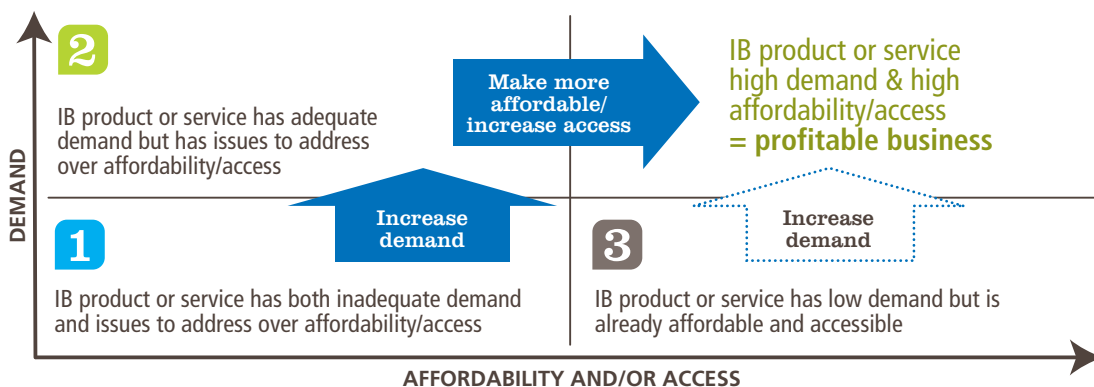 DEMAND
2
IB product or service has adequate
demand but has issues to address
over affordability/access
Make more
affordable/
increase access
IB product or service
high demand & high
affordability/access
= profitable business
1
IB product or service has both inadequate demand
and issues to address over affordability/access
Increase
demand
3
IB product or service has low demand but is
already affordable and accessible
Increase
demand
AFFORDABILITY AND/OR ACCESS